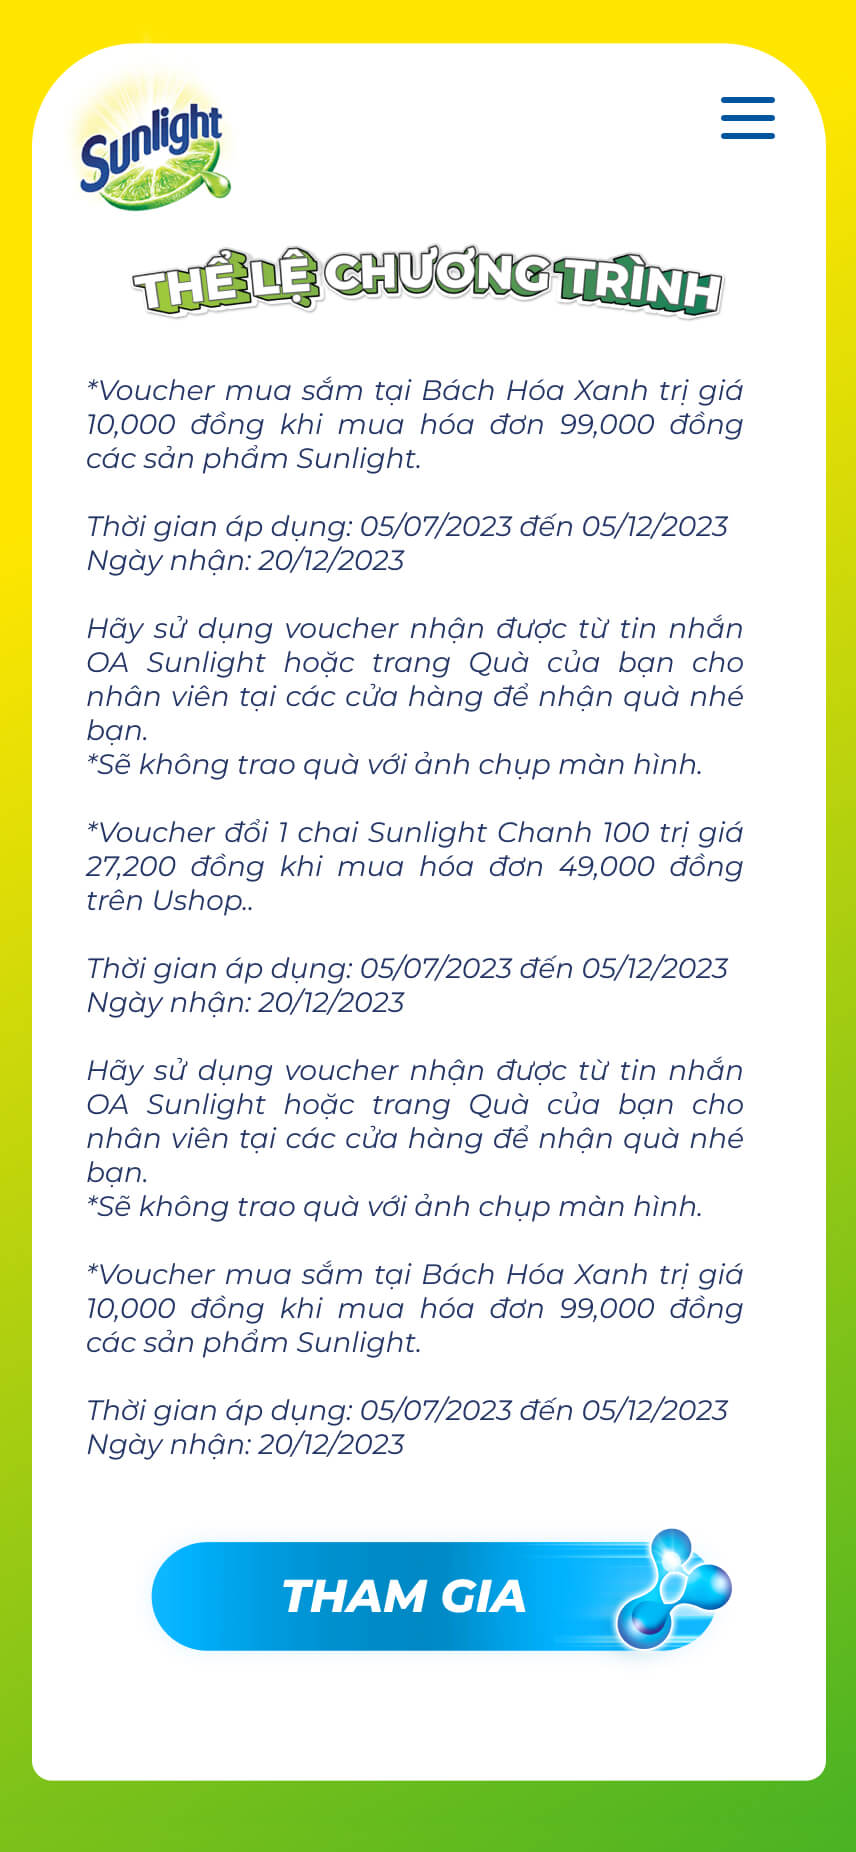 Sunlight
THỂ LỆ CHƯƠNG TRÌNH
*Voucher mua sắm tại Bách Hóa Xanh trị giá
10,000 đồng khi mua hóa đơn 99,000 đồng
các sản phẩm Sunlight.
Thời gian áp dụng: 05/07/2023 đến 05/12/2023
Ngày nhận: 20/12/2023
Hãy sử dụng voucher nhận được từ tin nhắn
OA Sunlight hoặc trang Quà của bạn cho
nhân viên tại các cửa hàng để nhận quà nhé
bạn.
*Sẽ không trao quà với ảnh chụp màn hình.
*Voucher đổi 1 chai Sunlight Chanh 100 trị giá
27,200 đồng khi mua hóa đơn 49,000 đồng
trên Ushop..
Thời gian áp dụng: 05/07/2023 đến 05/12/2023
Ngày nhận: 20/12/2023
Hãy sử dụng voucher nhận được từ tin nhắn
OA Sunlight hoặc trang Quà của bạn cho
nhân viên tại các cửa hàng để nhận quà nhé
bạn.
*Sẽ không trao quà với ảnh chụp màn hình.
*Voucher mua sắm tại Bách Hóa Xanh trị giá
10,000 đồng khi mua hóa đơn 99,000 đồng
các sản phẩm Sunlight.
Thời gian áp dụng: 05/07/2023 đến 05/12/2023
Ngày nhận: 20/12/2023
THAM GIA